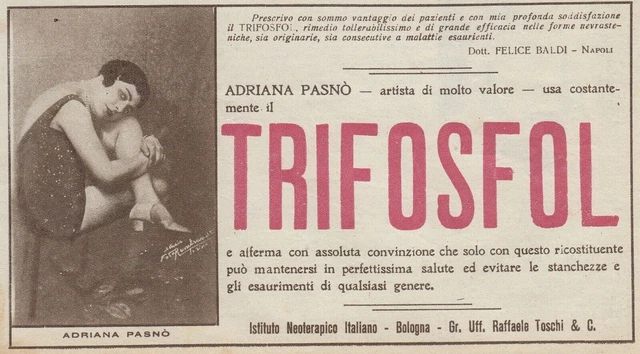 Prescrivo con sommo vantaggio dei pazienti e con mia profonda soddisfazione
il TRIFOSFOL, rimedio tollerabilissimo e di grande efficacia nelle forme nevraste-
niche, sia originarie, sia consecutive a malattie esaurienti.
Dott. FELICE BALDI - NAPOLI
ADRIANA PASNÒ — artista di molto valore — usa costante-
mente il
TRIFOSFOL
e afferma con assoluta convinzione che solo con questo ricostituente
può mantenersi in perfettissima salute ed evitare le stanchezze e
gli esaurimenti di qualsiasi genere.
Istituto Neoterapico Italiano - Bologna - Gr. Uff. Raffaele Toschi & C.
ADRIANA PASNÒ